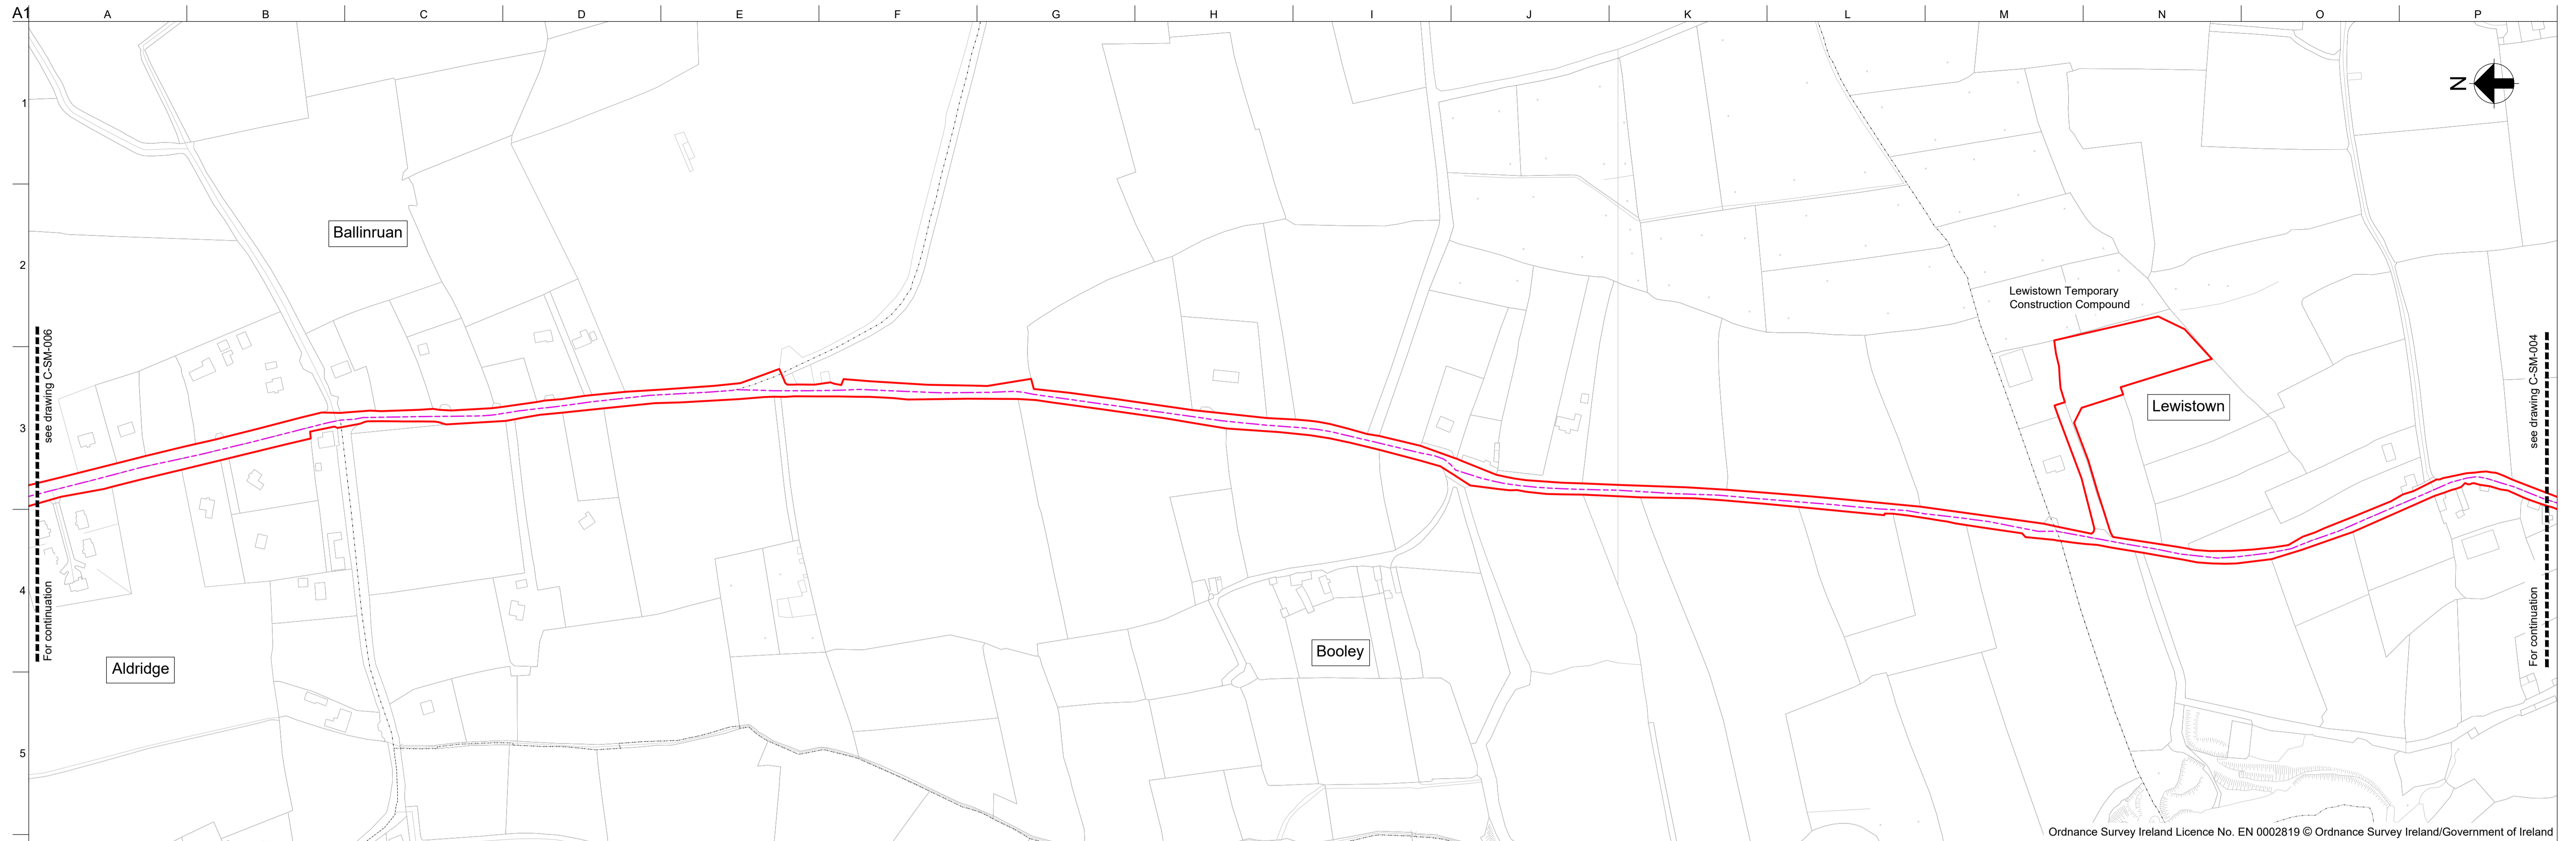 A1
A B C D E F G H I J K L M N O P
1
N
Ballinruan
2
Lewistown Temporary
Construction Compound
see drawing C-SM-006
see drawing C-SM-004
Lewistown
3
4
For continuation
For continuation
Booley
Aldridge
5
Ordnance Survey Ireland Licence No. EN 0002819 © Ordnance Survey Ireland/Government of Ireland